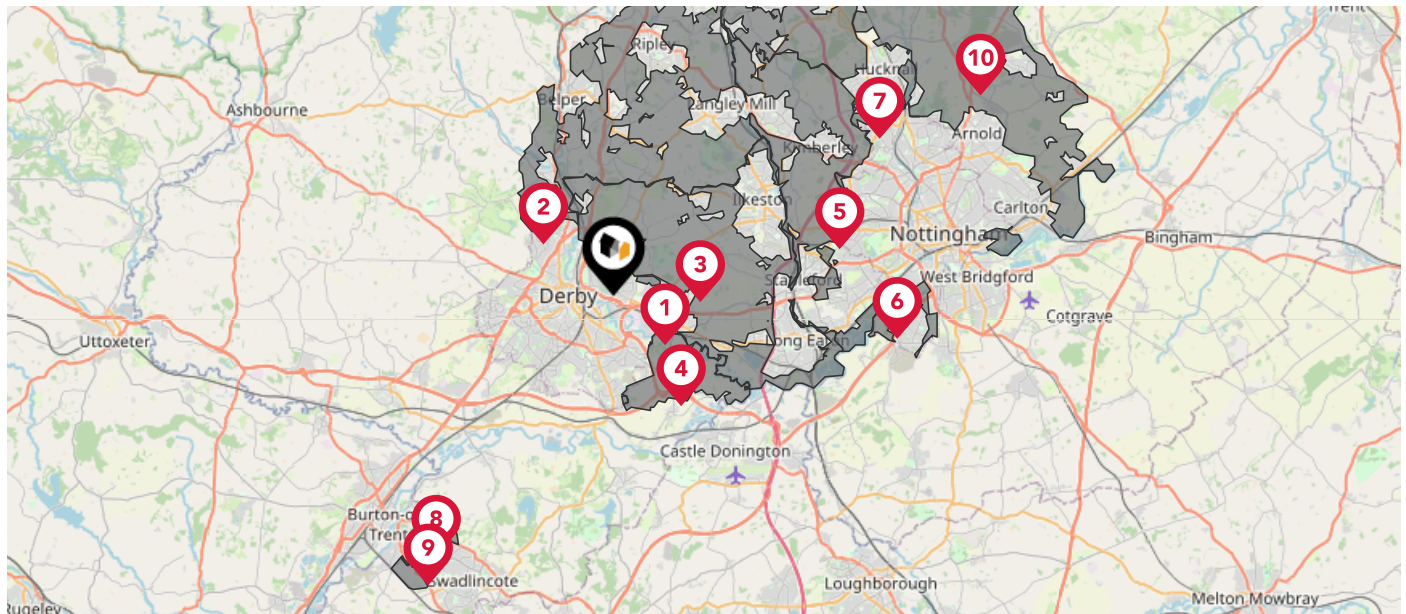 Trent
Ripley
10
Hucknall
Ashbourne
Belper
Langley Mill
7
Arnold
Kimberley
2
Ilkeston
5
Carlton
Nottingham
Bingham
3
Stapleford
West Bridgford
Derby
1
6
Cotgrave
Uttoxeter
Long Eaton
4
Castle Donington
Burton-o
Trent
8
9
Swadlincote
Loughborough
Rugeley
Melton Mowbray